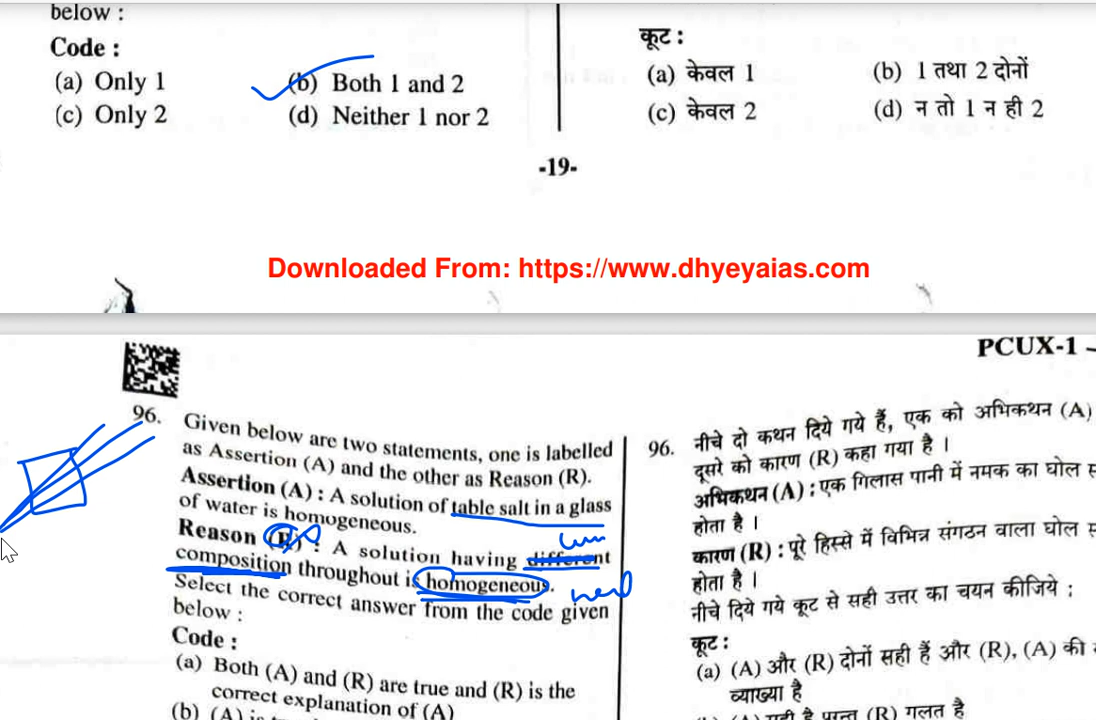 below :
Code :
(a) Only 1
(b) Both 1 and 2
(c) Only 2
(d) Neither 1 nor 2
कूट :
(a) केवल 1
(b) 1 तथा 2 दोनों
(c) केवल 2
(d) न तो 1 न ही 2
-19-
Downloaded From: https://www.dhyeyaias.com
PCUX-1 -
96. Given below are two statements, one is labelled
as Assertion (A) and the other as Reason (R).
Assertion (A) : A solution of table salt in a glass
of water is homogeneous.
Reason (R) : A solution having different
composition throughout is homogeneous.
Select the correct answer from the code given
below :
Code :
(a) Both (A) and (R) are true and (R) is the
correct explanation of (A)
(b) (A) is
96. नीचे दो कथन दिये गये हैं, एक को अभिकथन (A)
दूसरे को कारण (R) कहा गया है ।
अभिकथन (A) : एक गिलास पानी में नमक का घोल
होता है ।
कारण (R) : पूरे हिस्से में विभिन्न संगठन वाला घोल
होता है ।
नीचे दिये गये कूट से सही उत्तर का चयन कीजिये :
कूट :
(a) (A) और (R) दोनों सही हैं और (R), (A) की
व्याख्या है
(A) सही है परन्तु (R) गलत है